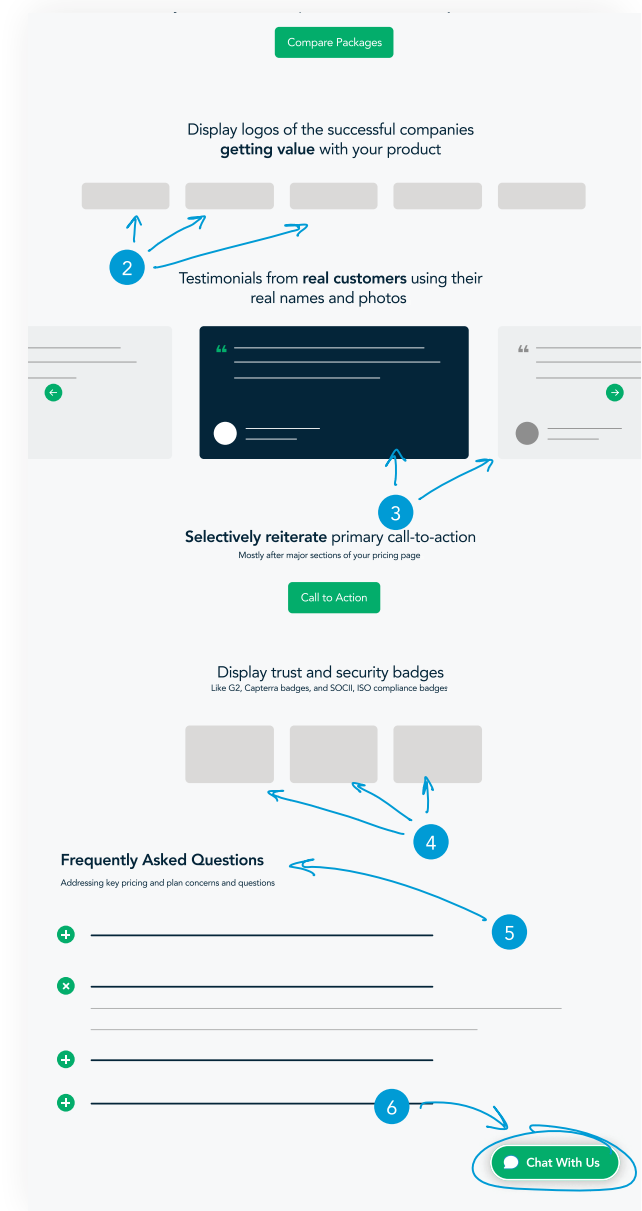 Compare Packages
Display logos of the successful companies
getting value with your product
2
Testimonials from real customers using their
real names and photos
“
“
3
Selectively reiterate primary call-to-action
Mostly after major sections of your pricing page
Call to Action
Display trust and security badges
Like G2, Capterra badges, and SOCII, ISO compliance badges
4
Frequently Asked Questions
Addressing key pricing and plan concerns and questions
5
6
Chat With Us